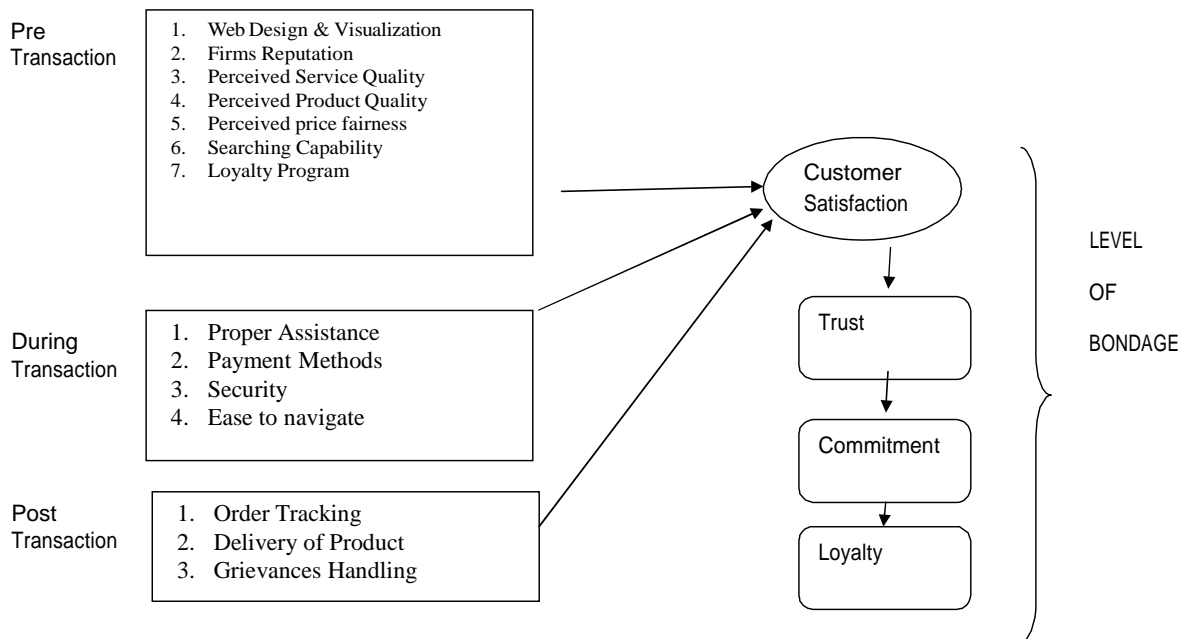 Pre
Transaction
1. Web Design & Visualization
2. Firms Reputation
3. Perceived Service Quality
4. Perceived Product Quality
5. Perceived price fairness
6. Searching Capability
7. Loyalty Program
During
Transaction
1. Proper Assistance
2. Payment Methods
3. Security
4. Ease to navigate
Post
Transaction
1. Order Tracking
2. Delivery of Product
3. Grievances Handling
Customer
Satisfaction
Trust
Commitment
Loyalty
LEVEL
OF
BONDAGE